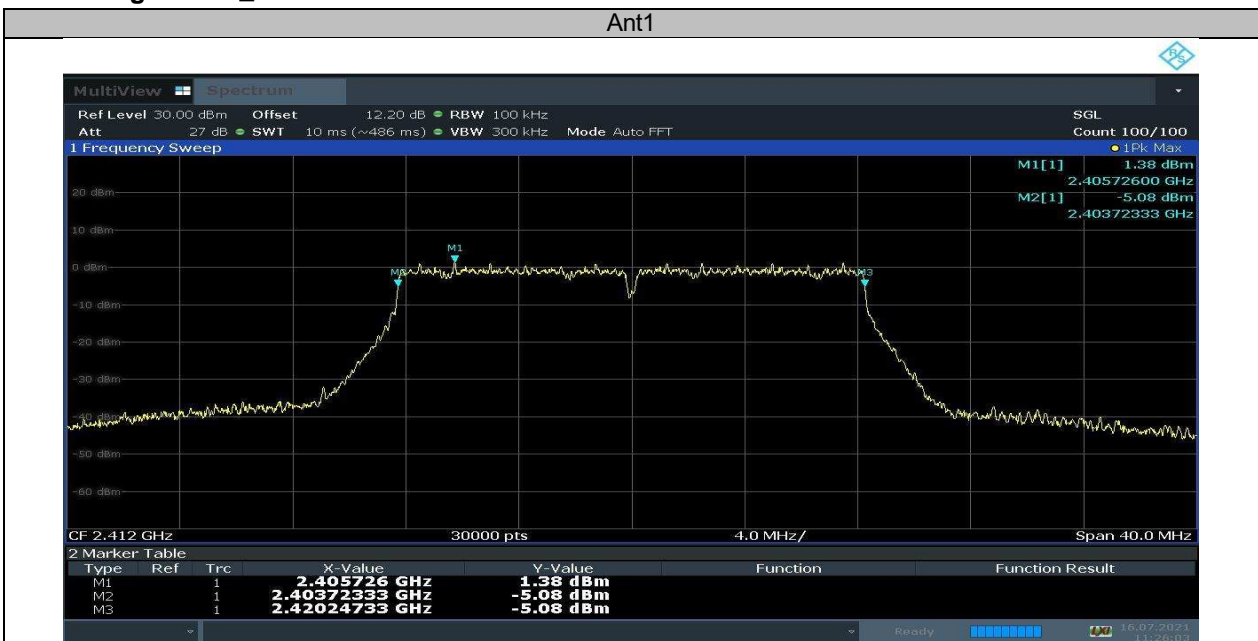 Ant1
R&S
MultiView Spectrum
Ref Level 30.00 dBm Offset 12.20 dB RBW 100 kHz SGL
Att 27 dB SWT 10 ms (~486 ms) VBW 300 kHz Mode Auto FFT Count 100/100
1 Frequency Sweep 1Pk Max
M1[1] 1.38 dBm
2.40572600 GHz
20 dBm
M2[1] -5.08 dBm
2.40372333 GHz
10 dBm
M1
0 dBm
M3
-10 dBm
-20 dBm
-30 dBm
-40 dBm
-50 dBm
-60 dBm
CF 2.412 GHz 30000 pts 4.0 MHz/ Span 40.0 MHz
2 Marker Table
Type Ref Trc X-Value Y-Value Function Function Result
M1 1 2.405726 GHz 1.38 dBm
M2 1 2.40372333 GHz -5.08 dBm
M3 1 2.42024733 GHz -5.08 dBm
Ready 16.07.2021
11:26:03